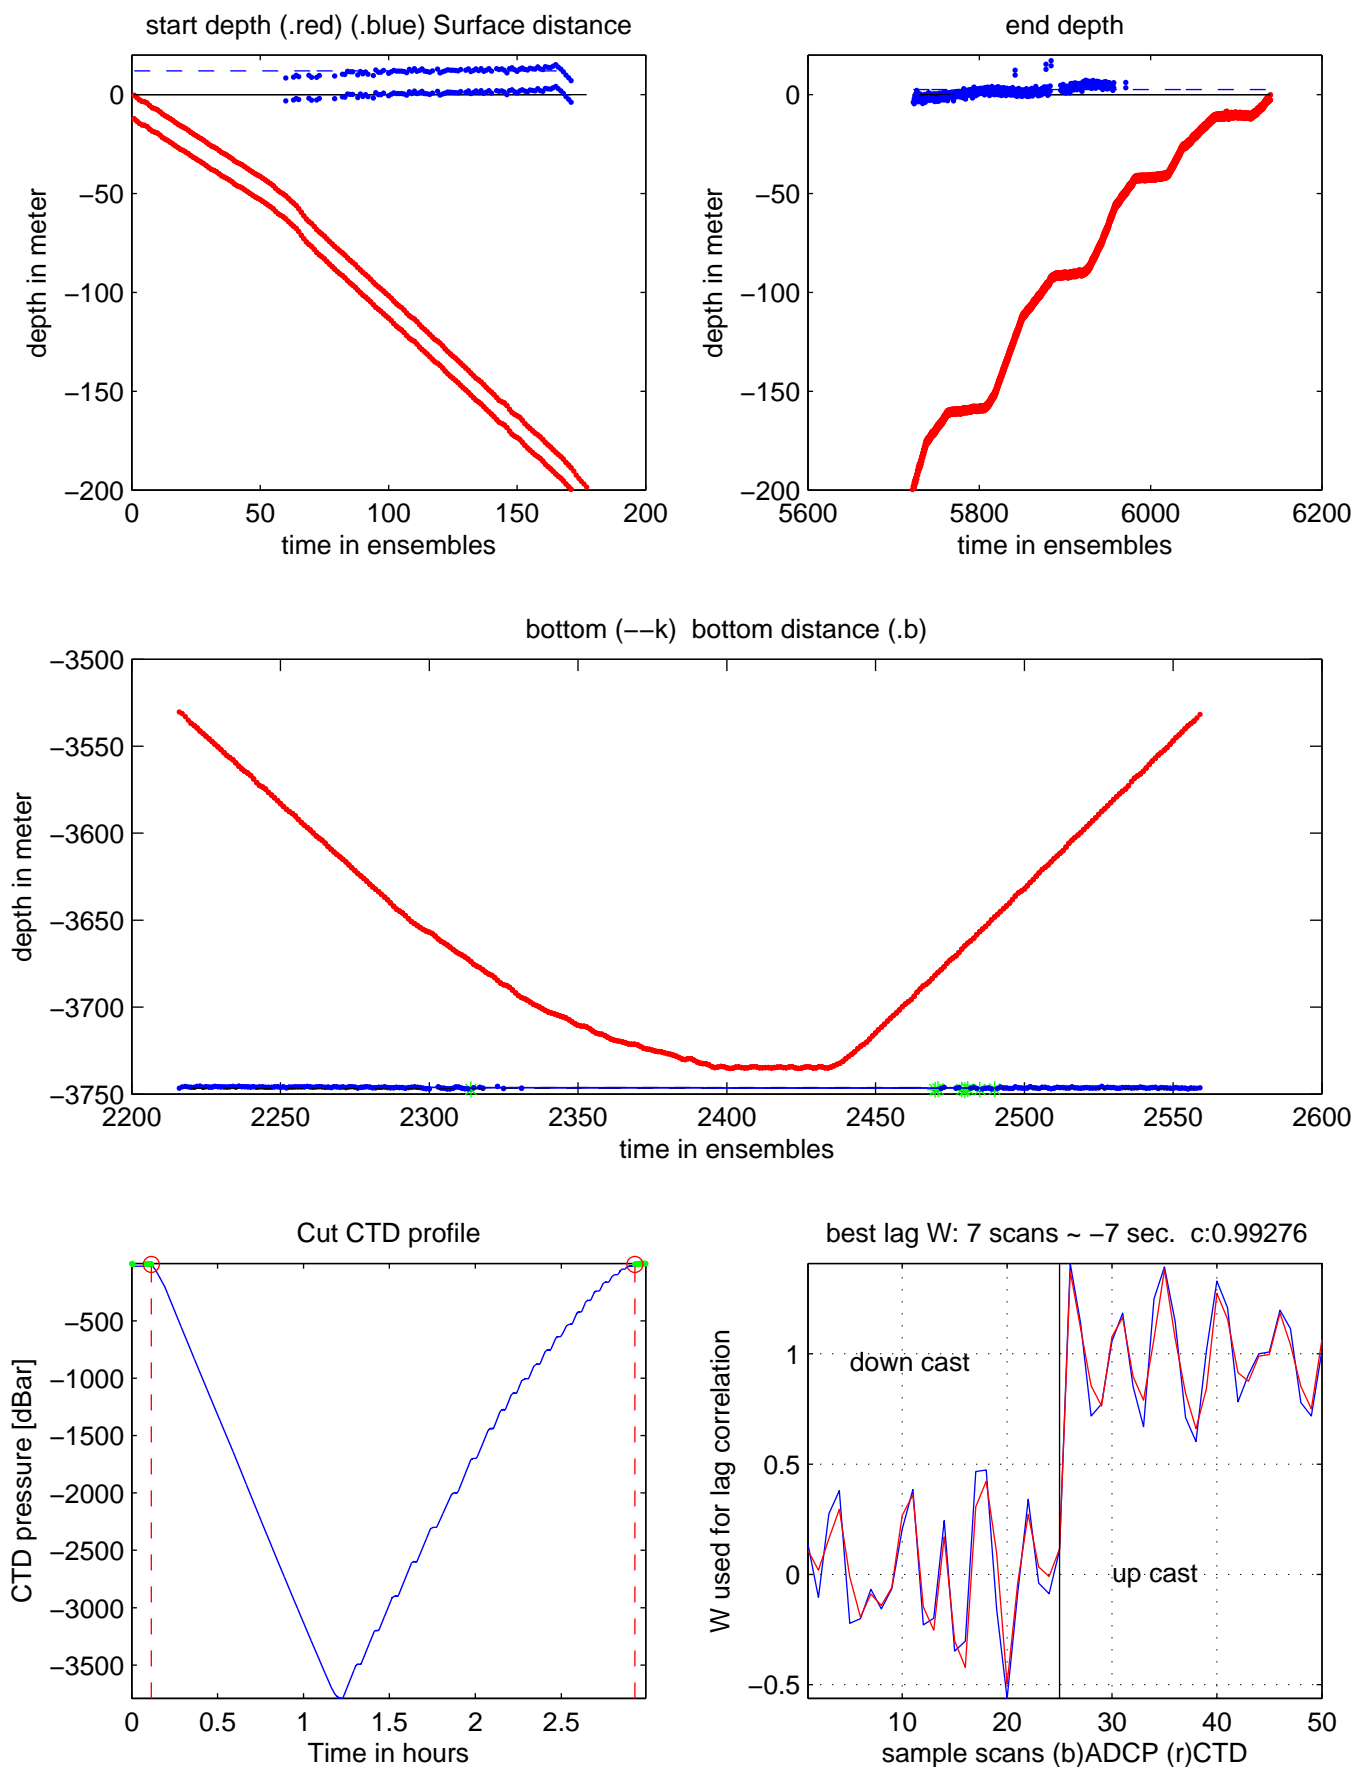 start depth (.red) (.blue) Surface distance
0
−50
−100
−150
−200
depth in meter
0 50 100 150 200
time in ensembles
end depth
0
−50
−100
−150
−200
depth in meter
5600 5800 6000 6200
time in ensembles
bottom (−−k) bottom distance (.b)
−3500
−3550
−3600
−3650
−3700
−3750
depth in meter
2200 2250 2300 2350 2400 2450 2500 2550 2600
time in ensembles
Cut CTD profile
−500
−1000
−1500
−2000
−2500
−3000
−3500
CTD pressure [dBar]
0 0.5 1 1.5 2 2.5
Time in hours
best lag W: 7 scans ~ −7 sec. c:0.99276
1
0.5
0
−0.5
W used for lag correlation
down cast
up cast
10 20 30 40 50
sample scans (b)ADCP (r)CTD